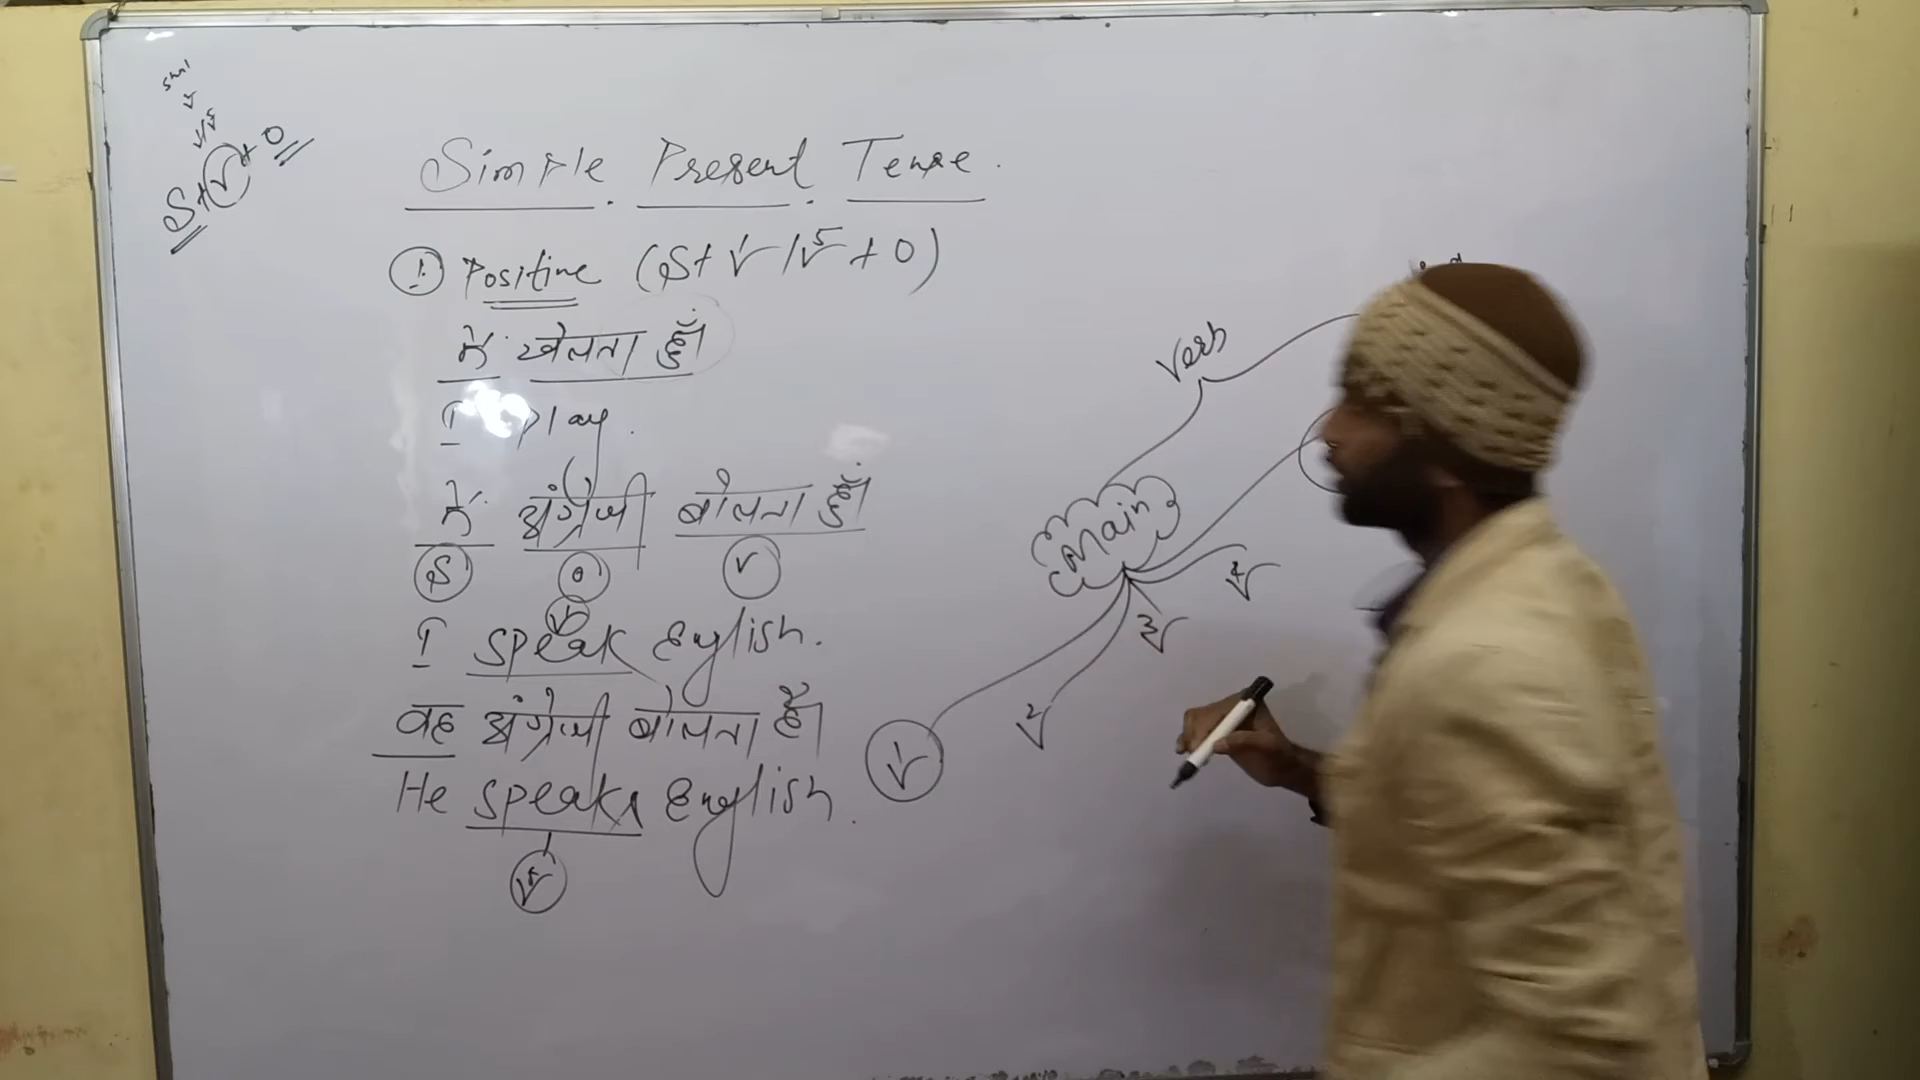 S + V + O
Simple Present Tense.
① Positive (S + V¹ / V⁵ + O)
मैं खेलता हूँ।
I play.
मैं अंग्रेजी बोलता हूँ।
S O V
V¹
I speak English.
वह अंग्रेजी बोलता है।
He speaks English.
V⁵
Verb
Main
V¹ V² V³ V⁴